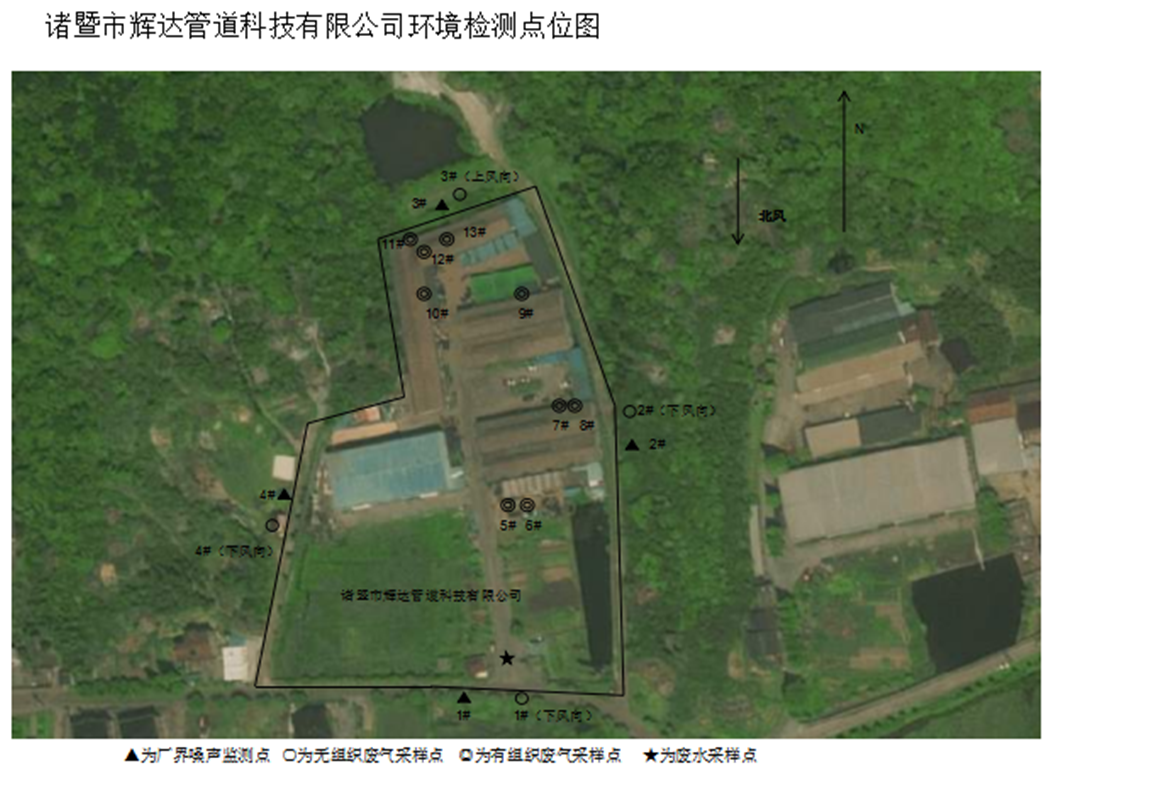 诸暨市辉达管道科技有限公司环境检测点位图
N
北风
3#（上风向）
3#▲
11#
13#
12#
10#
9#
2#（下风向）
7# 8#
▲ 2#
4#▲
5# 6#
4#（下风向）
诸暨市辉达管道科技有限公司
★
1#
1#（下风向）
▲为厂界噪声监测点 ○为无组织废气采样点 ◎为有组织废气采样点 ★为废水采样点